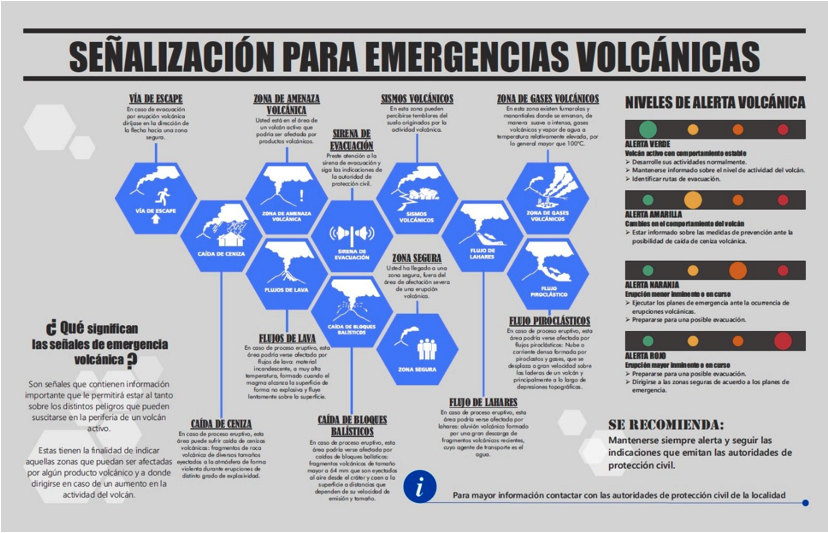 SEÑALIZACIÓN PARA EMERGENCIAS VOLCÁNICAS
VÍA DE ESCAPE
En caso de evacuación
por erupción volcánica
diríjase en la dirección de
la flecha hacia una zona
segura.
ZONA DE AMENAZA
VOLCÁNICA
Usted está en el área de
un volcán activo que
podría ser afectado por
productos volcánicos.
SIRENA DE
EVACUACIÓN
Preste atención a la
sirena de evacuación y
siga las indicaciones de
la autoridad de
protección civil.
SISMOS VOLCÁNICOS
En esta zona pueden
percibirse temblores del
suelo originados por la
actividad volcánica.
ZONA DE GASES VOLCÁNICOS
En esta zona existen fumarolas y
manantiales donde se emanan, de
manera suave o intensa, gases
volcánicos y vapor de agua a
temperatura relativamente elevada, por
lo general mayor que 100ºC.
VÍA DE ESCAPE
CAÍDA DE CENIZA
ZONA DE AMENAZA
VOLCÁNICA
FLUJOS DE LAVA
SIRENA DE
EVACUACIÓN
CAÍDA DE BLOQUES
BALÍSTICOS
SISMOS
VOLCÁNICOS
ZONA SEGURA
FLUJO DE
LAHARES
ZONA DE GASES
VOLCÁNICOS
FLUJO
PIROCLÁSTICO
ZONA SEGURA
Usted ha llegado a una
zona segura, fuera del
área de afectación severa
de una erupción
volcánica.
¿Qué significan
las señales de emergencia
volcánica ?
Son señales que contienen información
importante que le permitirá estar al tanto
sobre los distintos peligros que pueden
suscitarse en la periferia de un volcán
activo.
Estas tienen la finalidad de indicar
aquellas zonas que puedan ser afectadas
por algún producto volcánico y a donde
dirigirse en caso de un aumento en la
actividad del volcán.
CAÍDA DE CENIZA
En caso de proceso eruptivo, esta
área puede sufrir caída de cenizas
volcánicas: fragmentos de roca
volcánica de diversos tamaños
eyectados a la atmósfera de forma
violenta durante erupciones de
distinto grado de explosividad.
FLUJOS DE LAVA
En caso de proceso eruptivo, esta
área podría verse afectada por
flujos de lava: material
incandescente, a muy alta
temperatura, formado cuando el
magma alcanza la superficie de
forma no explosiva y fluye
lentamente sobre la superficie.
CAÍDA DE BLOQUES
BALÍSTICOS
En caso de proceso eruptivo, esta
área podría verse afectada por
caídas de bloques balísticos:
fragmentos volcánicos de tamaño
mayor a 64 mm que son eyectados
al aire desde el cráter y caen a la
superficie a distancias que
dependen de su velocidad de
emisión y tamaño.
FLUJO DE LAHARES
En caso de proceso eruptivo, esta
área podría verse afectada por
lahares: aluvión volcánico formado
por una gran descarga de
fragmentos volcánicos recientes,
cuyo agente de transporte es el
agua.
FLUJO PIROCLÁSTICOS
En caso de proceso eruptivo, esta
área podría verse afectada por
flujos piroclásticos: Nube o
corriente densa formada por
piroclastos y gases, que se
desplaza a gran velocidad sobre
las laderas de un volcán y
principalmente a lo largo de
depresiones topográficas.
NIVELES DE ALERTA VOLCÁNICA
ALERTA VERDE
Volcán activo con comportamiento estable
➢ Desarrolle sus actividades normalmente.
➢ Mantenerse informado sobre el nivel de actividad del volcán.
➢ Identificar rutas de evacuación.
ALERTA AMARILLA
Cambios en el comportamiento del volcán
➢ Estar informado sobre las medidas de prevención ante la
posibilidad de caída de ceniza volcánica.
ALERTA NARANJA
Erupción menor inminente o en curso
➢ Ejecutar los planes de emergencia ante la ocurrencia de
erupciones volcánicas.
➢ Prepararse para una posible evacuación.
ALERTA ROJO
Erupción mayor inminente o en curso
➢ Prepararse para una posible evacuación.
➢ Dirigirse a las zonas seguras de acuerdo a los planes de
emergencia.
SE RECOMIENDA:
Mantenerse siempre alerta y seguir las
indicaciones que emitan las autoridades de
protección civil.
i
Para mayor información contactar con las autoridades de protección civil de la localidad